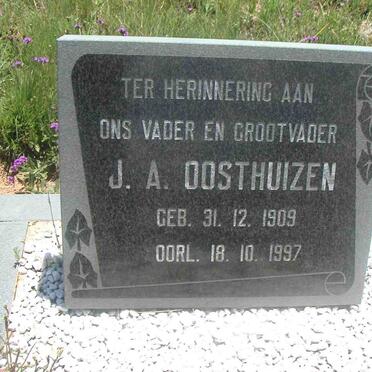 TER HERINNERING AAN
ONS VADER EN GROOTVADER
J. A. OOSTHUIZEN
GEB. 31. 12. 1909
OORL. 18. 10. 1997